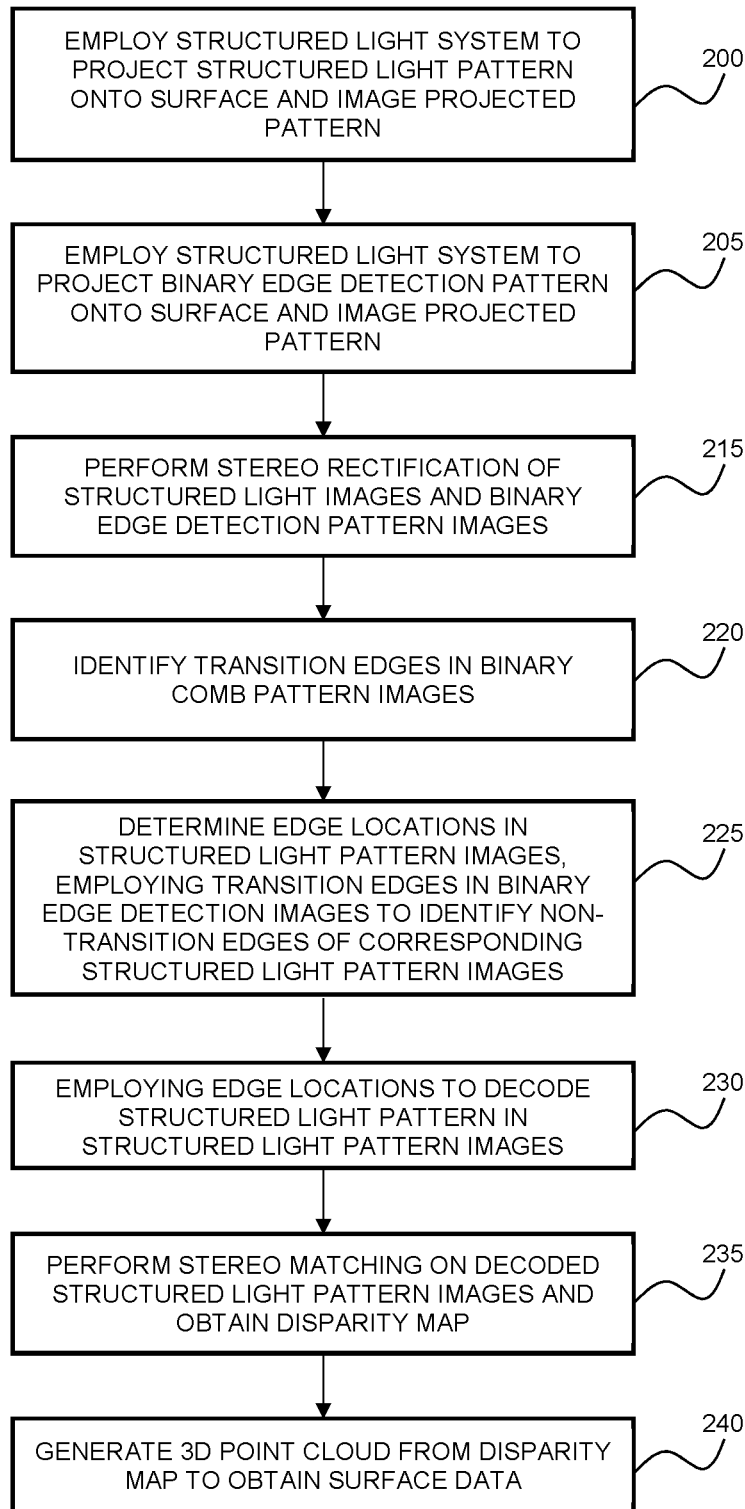 EMPLOY STRUCTURED LIGHT SYSTEM TO
PROJECT STRUCTURED LIGHT PATTERN
ONTO SURFACE AND IMAGE PROJECTED
PATTERN
200
EMPLOY STRUCTURED LIGHT SYSTEM TO
PROJECT BINARY EDGE DETECTION PATTERN
ONTO SURFACE AND IMAGE PROJECTED
PATTERN
205
PERFORM STEREO RECTIFICATION OF
STRUCTURED LIGHT IMAGES AND BINARY
EDGE DETECTION PATTERN IMAGES
215
IDENTIFY TRANSITION EDGES IN BINARY
COMB PATTERN IMAGES
220
DETERMINE EDGE LOCATIONS IN
STRUCTURED LIGHT PATTERN IMAGES,
EMPLOYING TRANSITION EDGES IN BINARY
EDGE DETECTION IMAGES TO IDENTIFY NON-
TRANSITION EDGES OF CORRESPONDING
STRUCTURED LIGHT PATTERN IMAGES
225
EMPLOYING EDGE LOCATIONS TO DECODE
STRUCTURED LIGHT PATTERN IN
STRUCTURED LIGHT PATTERN IMAGES
230
PERFORM STEREO MATCHING ON DECODED
STRUCTURED LIGHT PATTERN IMAGES AND
OBTAIN DISPARITY MAP
235
GENERATE 3D POINT CLOUD FROM DISPARITY
MAP TO OBTAIN SURFACE DATA
240